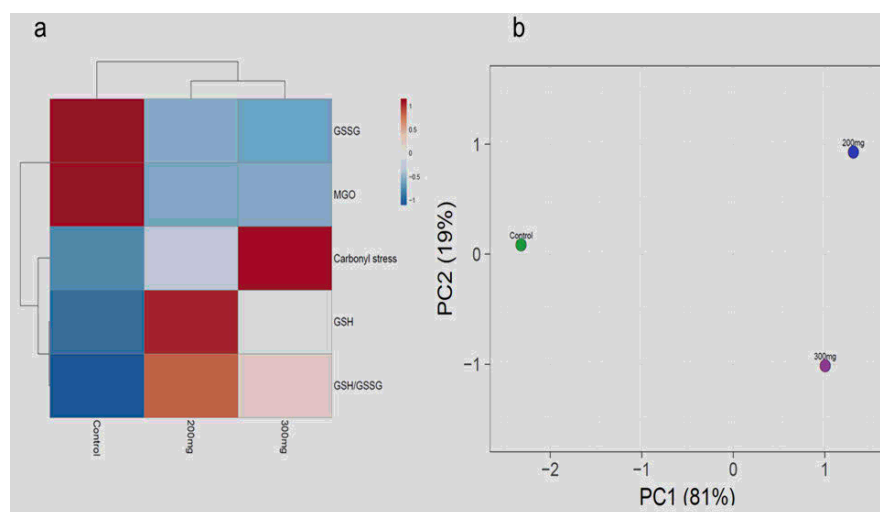 a
b
1
0.5
0
−0.5
−1
GSSG
MGO
Carbonyl stress
GSH
GSH/GSSG
Control
200mg
300mg
PC2 (19%)
1
0
−1
200mg
Control
300mg
−2
−1
0
1
PC1 (81%)